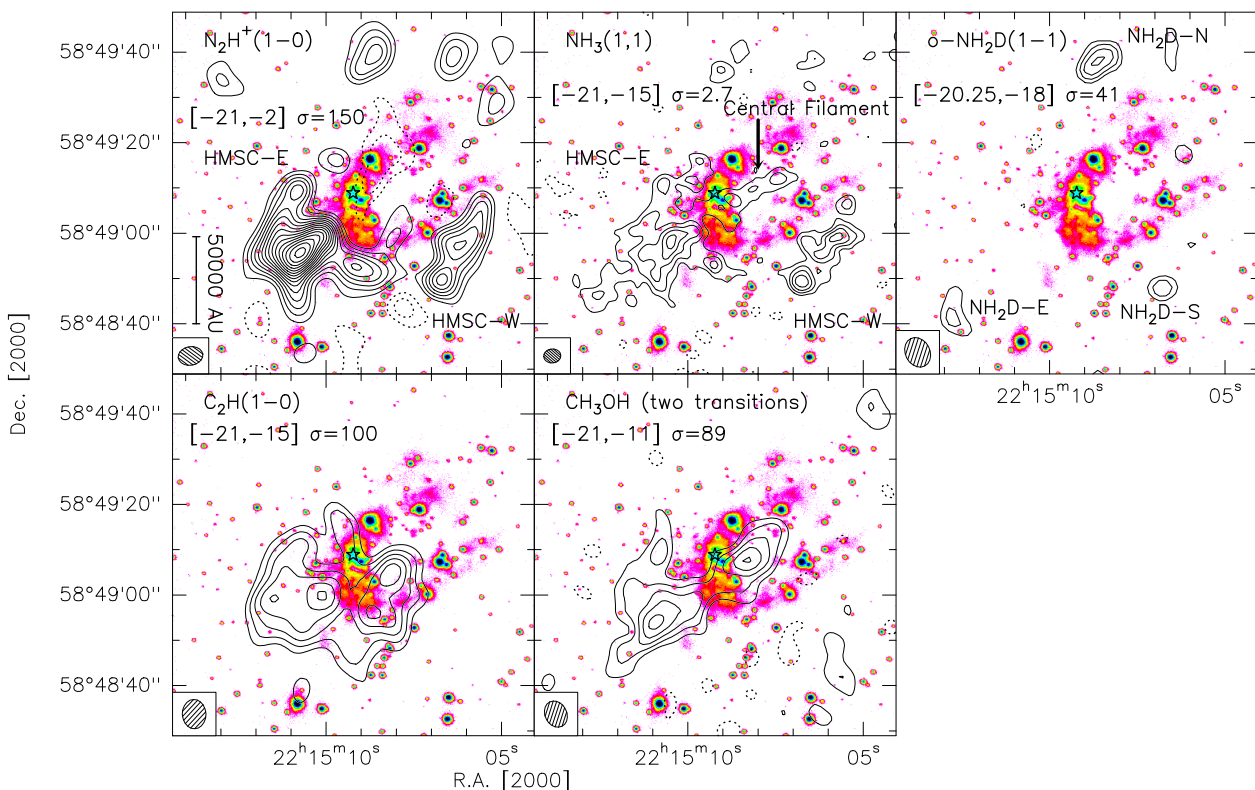 N₂H⁺(1−0)
[−21,−2] σ=150
HMSC−E
50000 AU
HMSC−W
NH₃(1,1)
[−21,−15] σ=2.7
Central Filament
HMSC−E
HMSC−W
o−NH₂D(1−1)
NH₂D−N
[−20.25,−18] σ=41
NH₂D−E
NH₂D−S
58°49'40''
58°49'20''
58°49'00''
58°48'40''
22ʰ15ᵐ10ˢ
05ˢ
C₂H(1−0)
[−21,−15] σ=100
CH₃OH (two transitions)
[−21,−11] σ=89
58°49'40''
58°49'20''
58°49'00''
58°48'40''
22ʰ15ᵐ10ˢ
05ˢ
22ʰ15ᵐ10ˢ
05ˢ
Dec. [2000]
R.A. [2000]